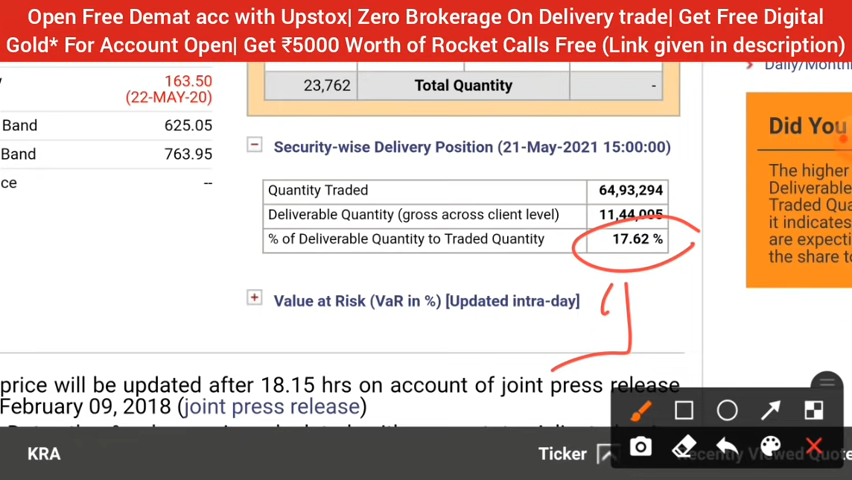 Open Free Demat acc with Upstox| Zero Brokerage On Delivery trade| Get Free Digital
Gold* For Account Open| Get ₹5000 Worth of Rocket Calls Free (Link given in description)
163.50
(22-MAY-20)
Band 625.05
Band 763.95
ce --
23,762 Total Quantity -
Security-wise Delivery Position (21-May-2021 15:00:00)
Quantity Traded 64,93,294
Deliverable Quantity (gross across client level) 11,44,005
% of Deliverable Quantity to Traded Quantity 17.62 %
Value at Risk (VaR in %) [Updated intra-day]
Daily/Month
Did You
The higher
Deliverable
Traded Qua
it indicates
are expecti
the share to
price will be updated after 18.15 hrs on account of joint press release
February 09, 2018 (joint press release)
KRA Ticker Recently Viewed Quote